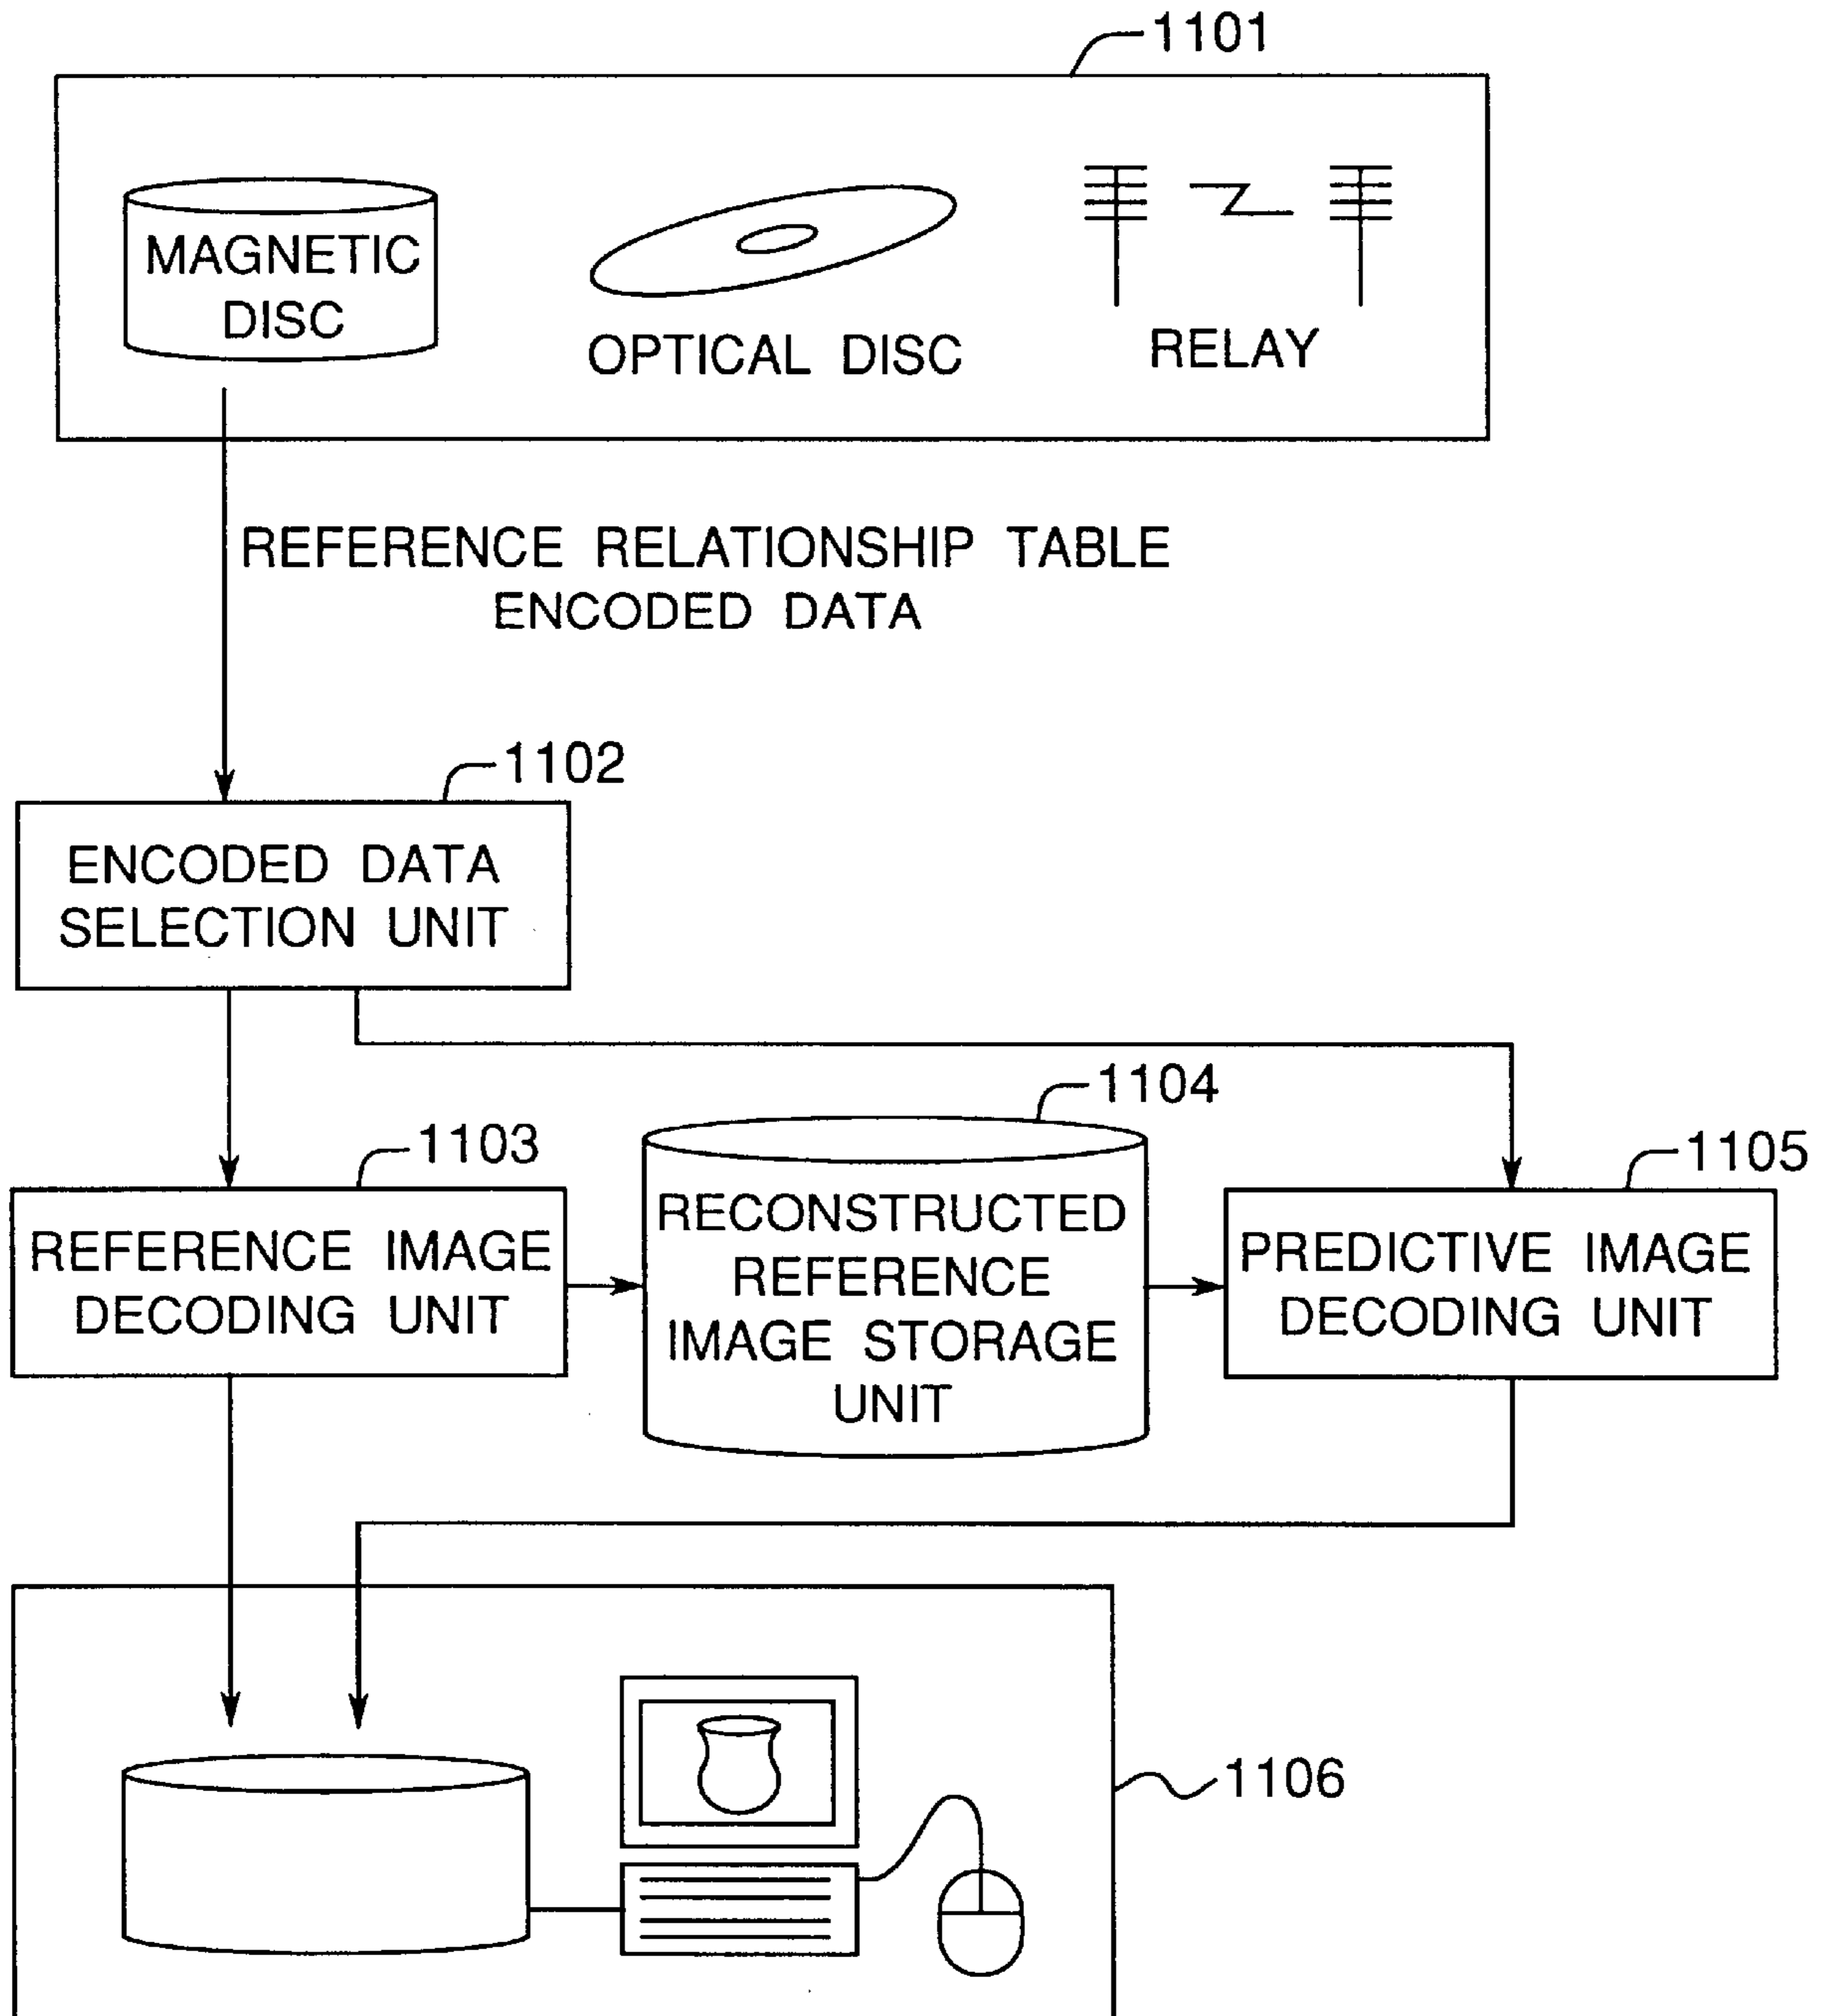 1101
MAGNETIC
DISC
OPTICAL DISC
RELAY
REFERENCE RELATIONSHIP TABLE
ENCODED DATA
1102
ENCODED DATA
SELECTION UNIT
1103
REFERENCE IMAGE
DECODING UNIT
1104
RECONSTRUCTED
REFERENCE
IMAGE STORAGE
UNIT
1105
PREDICTIVE IMAGE
DECODING UNIT
1106